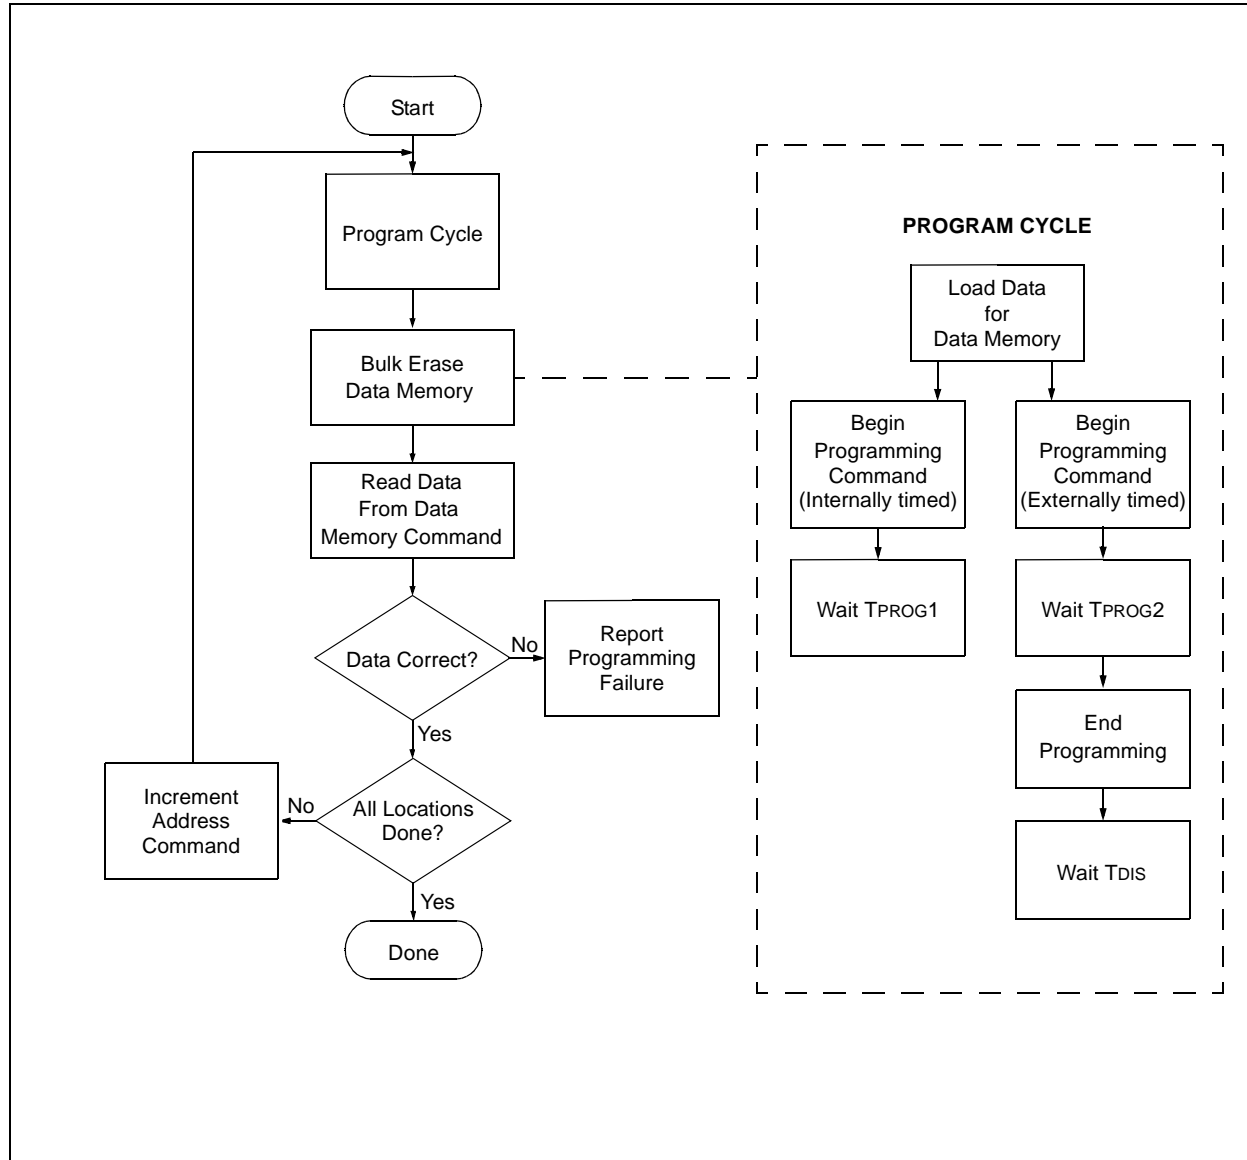 Start
Program Cycle
Bulk Erase
Data Memory
Read Data
From Data
Memory Command
Data Correct?
No
Report
Programming
Failure
Yes
All Locations
Done?
No
Increment
Address
Command
Yes
Done
PROGRAM CYCLE
Load Data
for
Data Memory
Begin
Programming
Command
(Internally timed)
Wait TPROG1
Begin
Programming
Command
(Externally timed)
Wait TPROG2
End
Programming
Wait TDIS